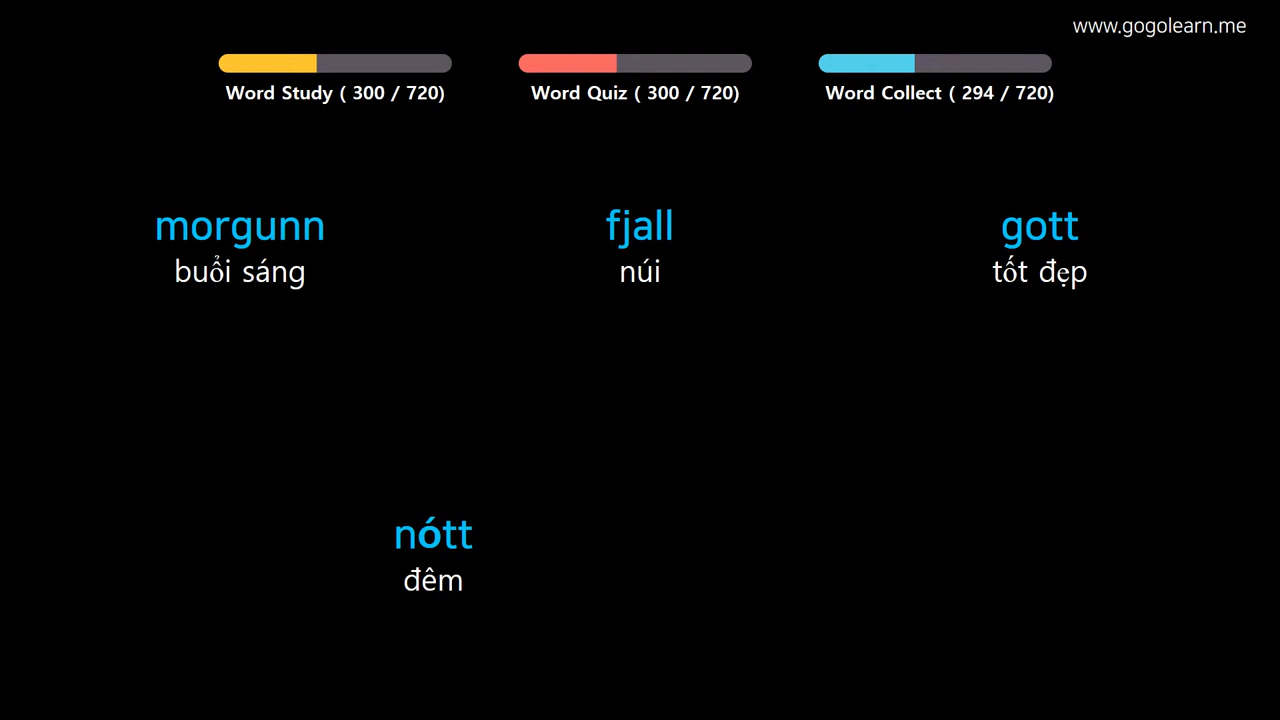 www.gogolearn.me
Word Study ( 300 / 720)
Word Quiz ( 300 / 720)
Word Collect ( 294 / 720)
morgunn
buổi sáng
fjall
núi
gott
tốt đẹp
nótt
đêm